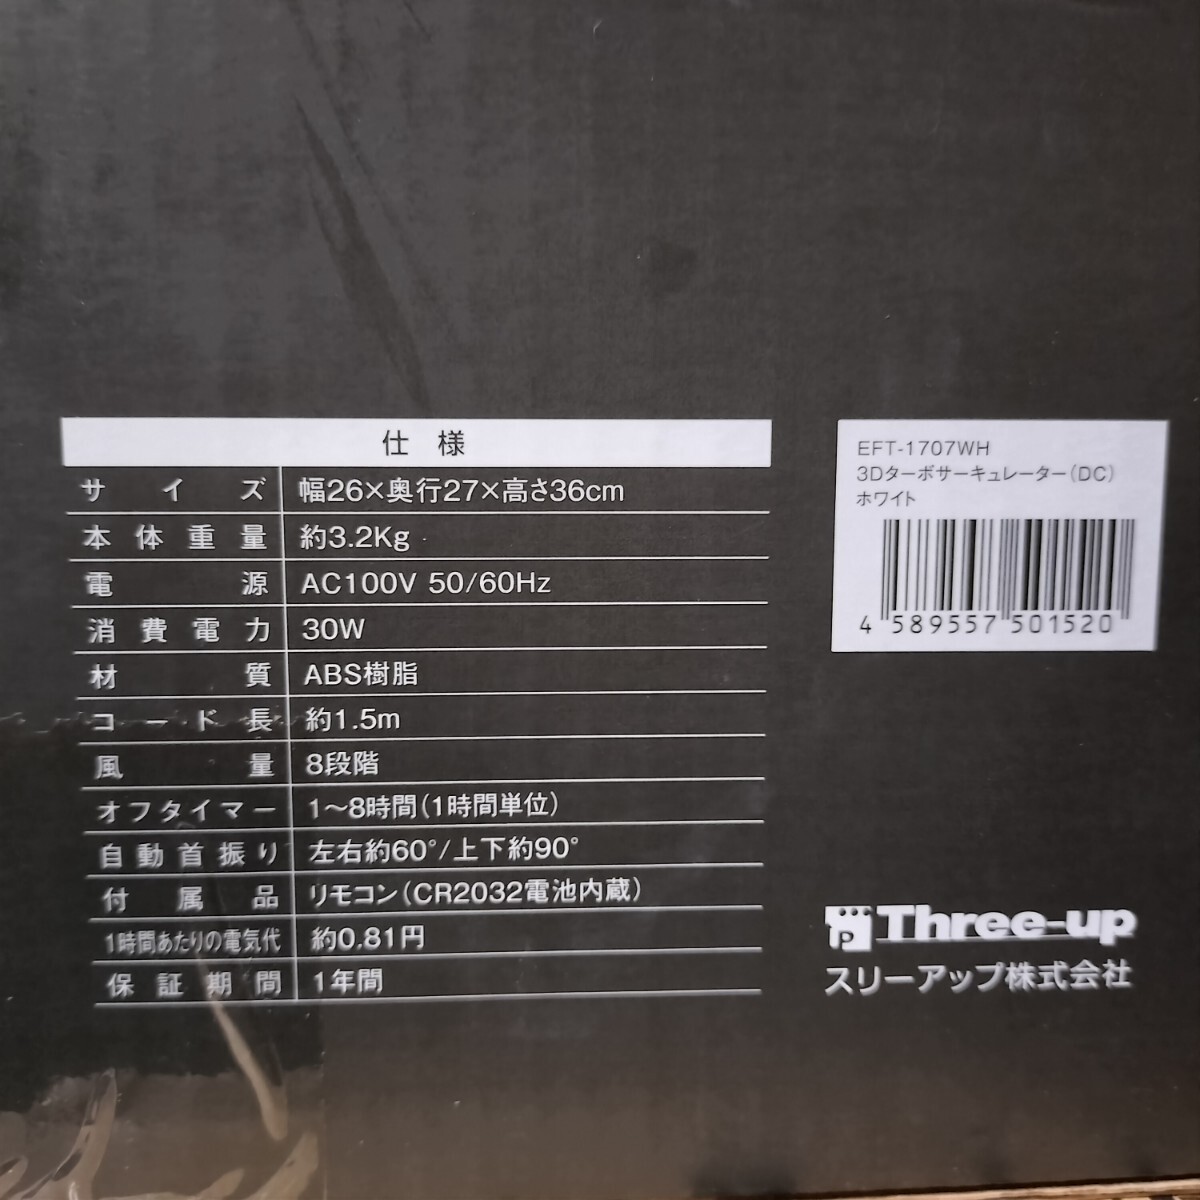 仕様
サイズ 幅26×奥行27×高さ36cm
本体重量 約3.2Kg
電源 AC100V 50/60Hz
消費電力 30W
材質 ABS樹脂
コード長 約1.5m
風量 8段階
オフタイマー 1〜8時間(1時間単位)
自動首振り 左右約60°/上下約90°
付属品 リモコン(CR2032電池内蔵)
1時間あたりの電気代 約0.81円
保証期間 1年間
EFT-1707WH
3Dターボサーキュレーター(DC)
ホワイト
4 589557 501520
P Three-up
スリーアップ株式会社